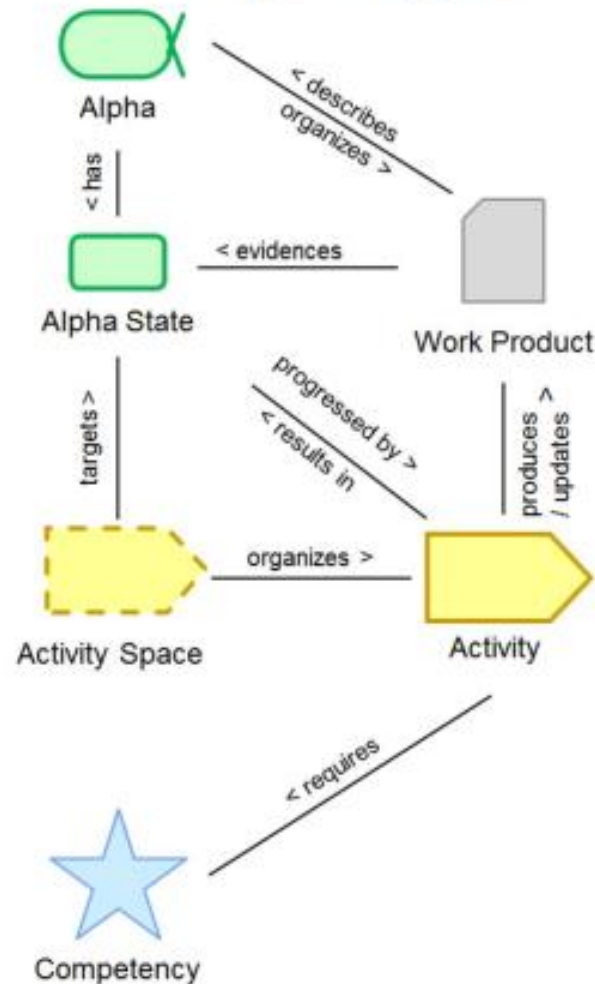 Alpha
< describes
organizes >
< has
Alpha State
< evidences
Work Product
targets >
progressed by >
< results in
produces >
/ updates
Activity Space
organizes >
Activity
< requires
Competency